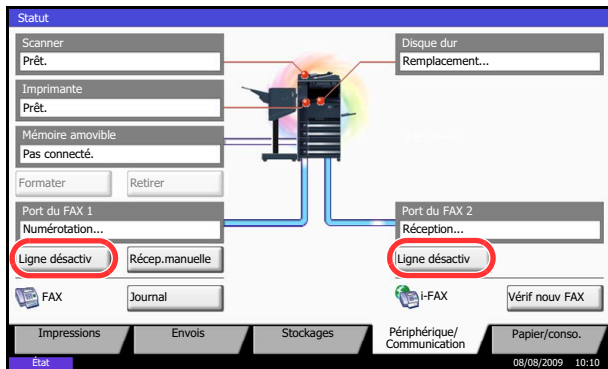 Statut
Scanner
Prêt.
Disque dur
Remplacement...
Imprimante
Prêt.
Mémoire amovible
Pas connecté.
Formater
Retirer
Port du FAX 1
Numérotation...
Port du FAX 2
Réception...
Ligne désactiv
Récep.manuelle
Ligne désactiv
FAX
Journal
i-FAX
Vérif nouv FAX
Impressions
Envois
Stockages
Périphérique/
Communication
Papier/conso.
État
08/08/2009 10:10